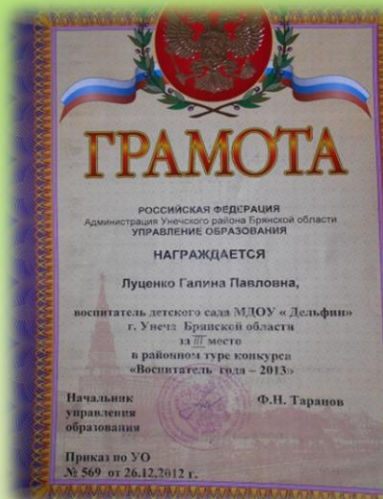 ГРАМОТА
РОССИЙСКАЯ ФЕДЕРАЦИЯ
Администрация Унечского района Брянской области
УПРАВЛЕНИЕ ОБРАЗОВАНИЯ
НАГРАЖДАЕТСЯ
Луценко Галина Павловна,
воспитатель детского сада МДОУ « Дельфин»
г. Унеча Брянской области
за III место
в районном туре конкурса
«Воспитатель года – 2013»
Начальник
управления
образования
Ф.Н. Таранов
Приказ по УО
№ 569 от 26.12.2012 г.